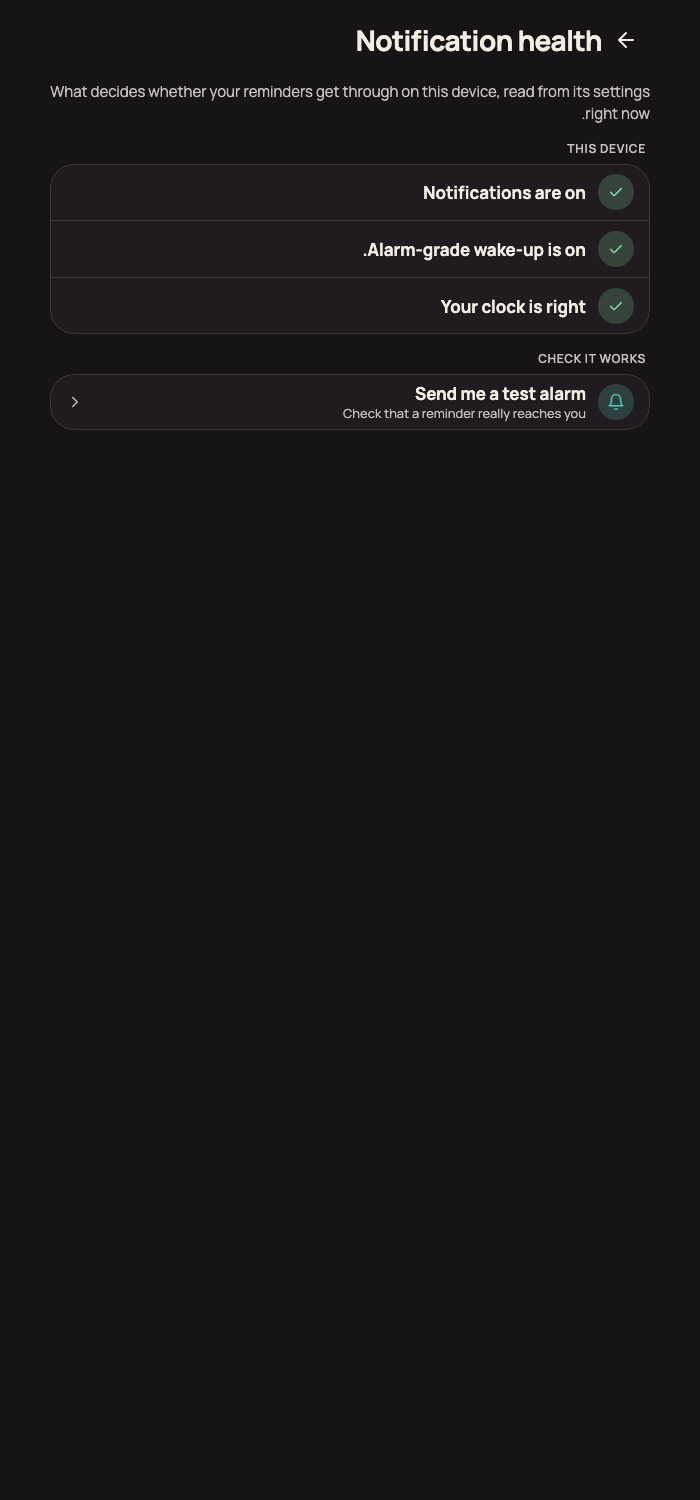 Notification health
What decides whether your reminders get through on this device, read from its settings
.right now
THIS DEVICE
Notifications are on
.Alarm-grade wake-up is on
Your clock is right
CHECK IT WORKS
Send me a test alarm
Check that a reminder really reaches you